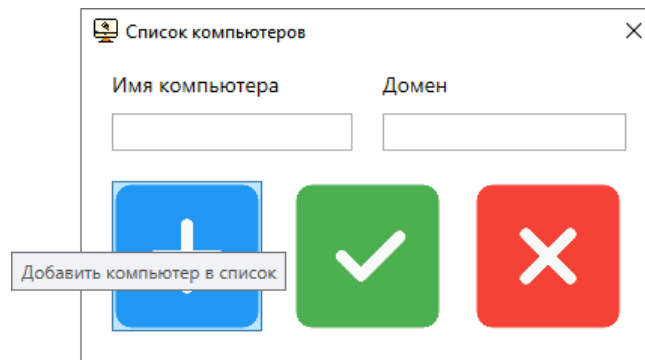 Список компьютеров
Имя компьютера
Домен
Добавить компьютер в список